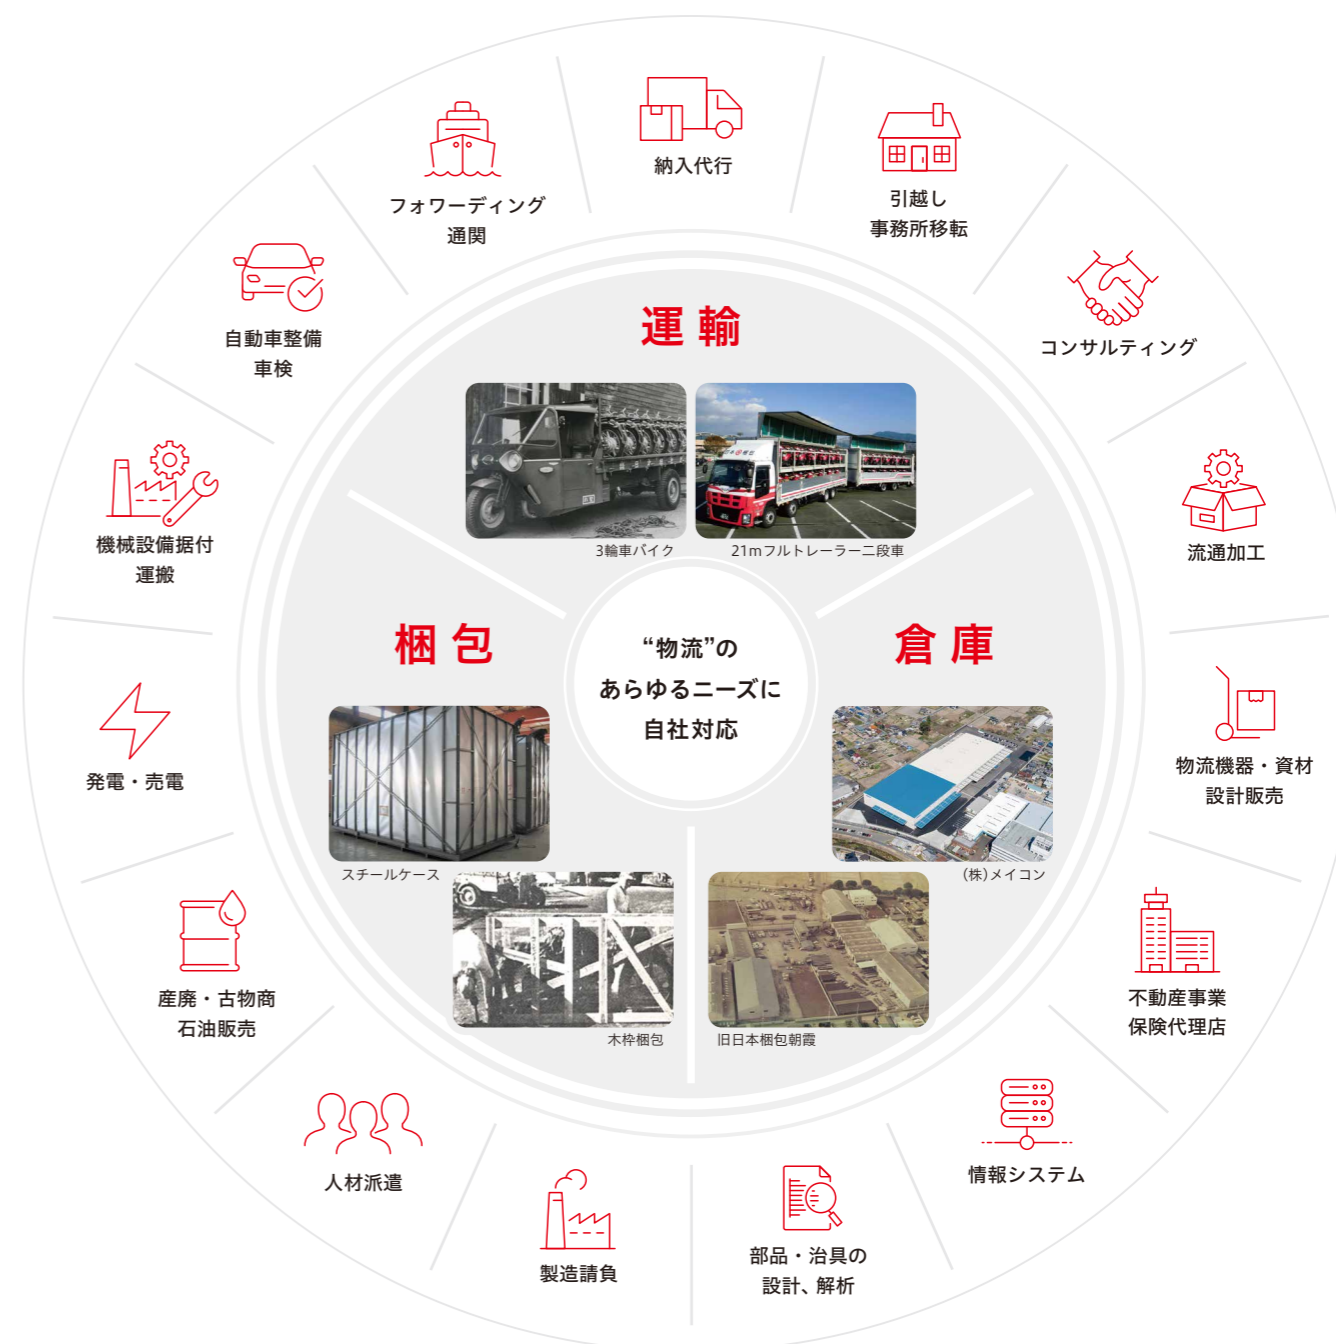 納入代行
引越し
事務所移転
コンサルティング
流通加工
物流機器・資材
設計販売
不動産事業
保険代理店
情報システム
部品・治具の
設計、解析
製造請負
人材派遣
産廃・古物商
石油販売
発電・売電
機械設備据付
運搬
自動車整備
車検
フォワーディング
通関
運輸
3輪車バイク
21mフルトレーラー二段車
梱包
スチールケース
木枠梱包
倉庫
(株)メイコン
旧日本梱包朝霞
“物流”の
あらゆるニーズに
自社対応